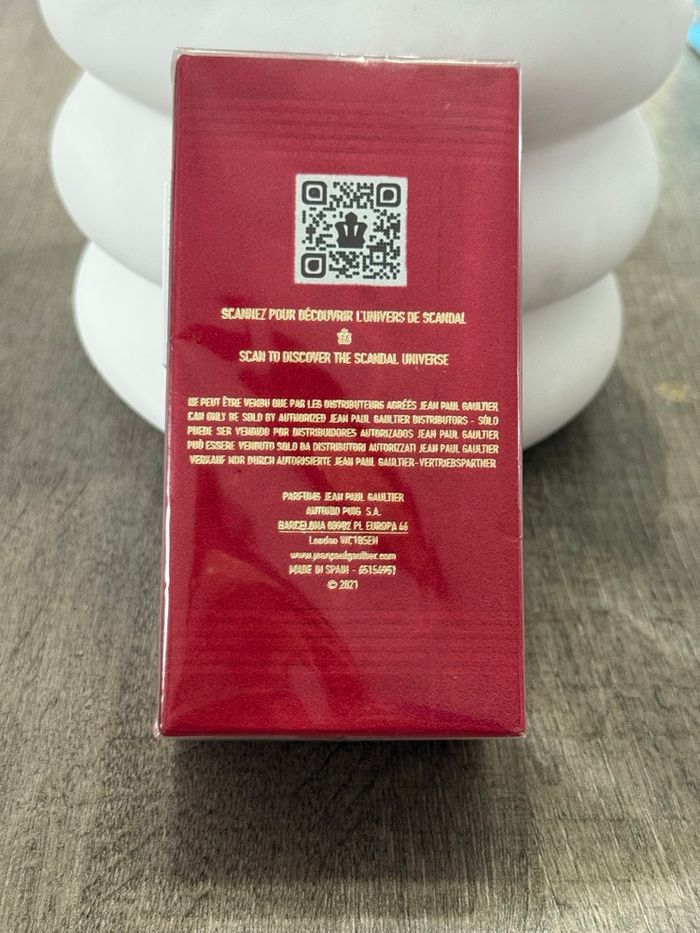 SCANNEZ POUR DÉCOUVRIR L'UNIVERS DE SCANDAL
SCAN TO DISCOVER THE SCANDAL UNIVERSE
NE PEUT ÊTRE VENDU QUE PAR LES DISTRIBUTEURS AGRÉÉS JEAN PAUL GAULTIER
CAN ONLY BE SOLD BY AUTHORIZED JEAN PAUL GAULTIER DISTRIBUTORS - SÓLO
PUEDE SER VENDIDO POR DISTRIBUIDORES AUTORIZADOS JEAN PAUL GAULTIER
PUÒ ESSERE VENDUTO SOLO DA DISTRIBUTORI AUTORIZZATI JEAN PAUL GAULTIER
VERKAUF NUR DURCH AUTORISIERTE JEAN PAUL GAULTIER-VERTRIEBSPARTNER
PARFUMS JEAN PAUL GAULTIER
ANTONIO PUIG S.A.
BARCELONA 08902 PL EUROPA 46
London WC1B5EN
www.jeanpaulgaultier.com
MADE IN SPAIN - 65156957
© 2021